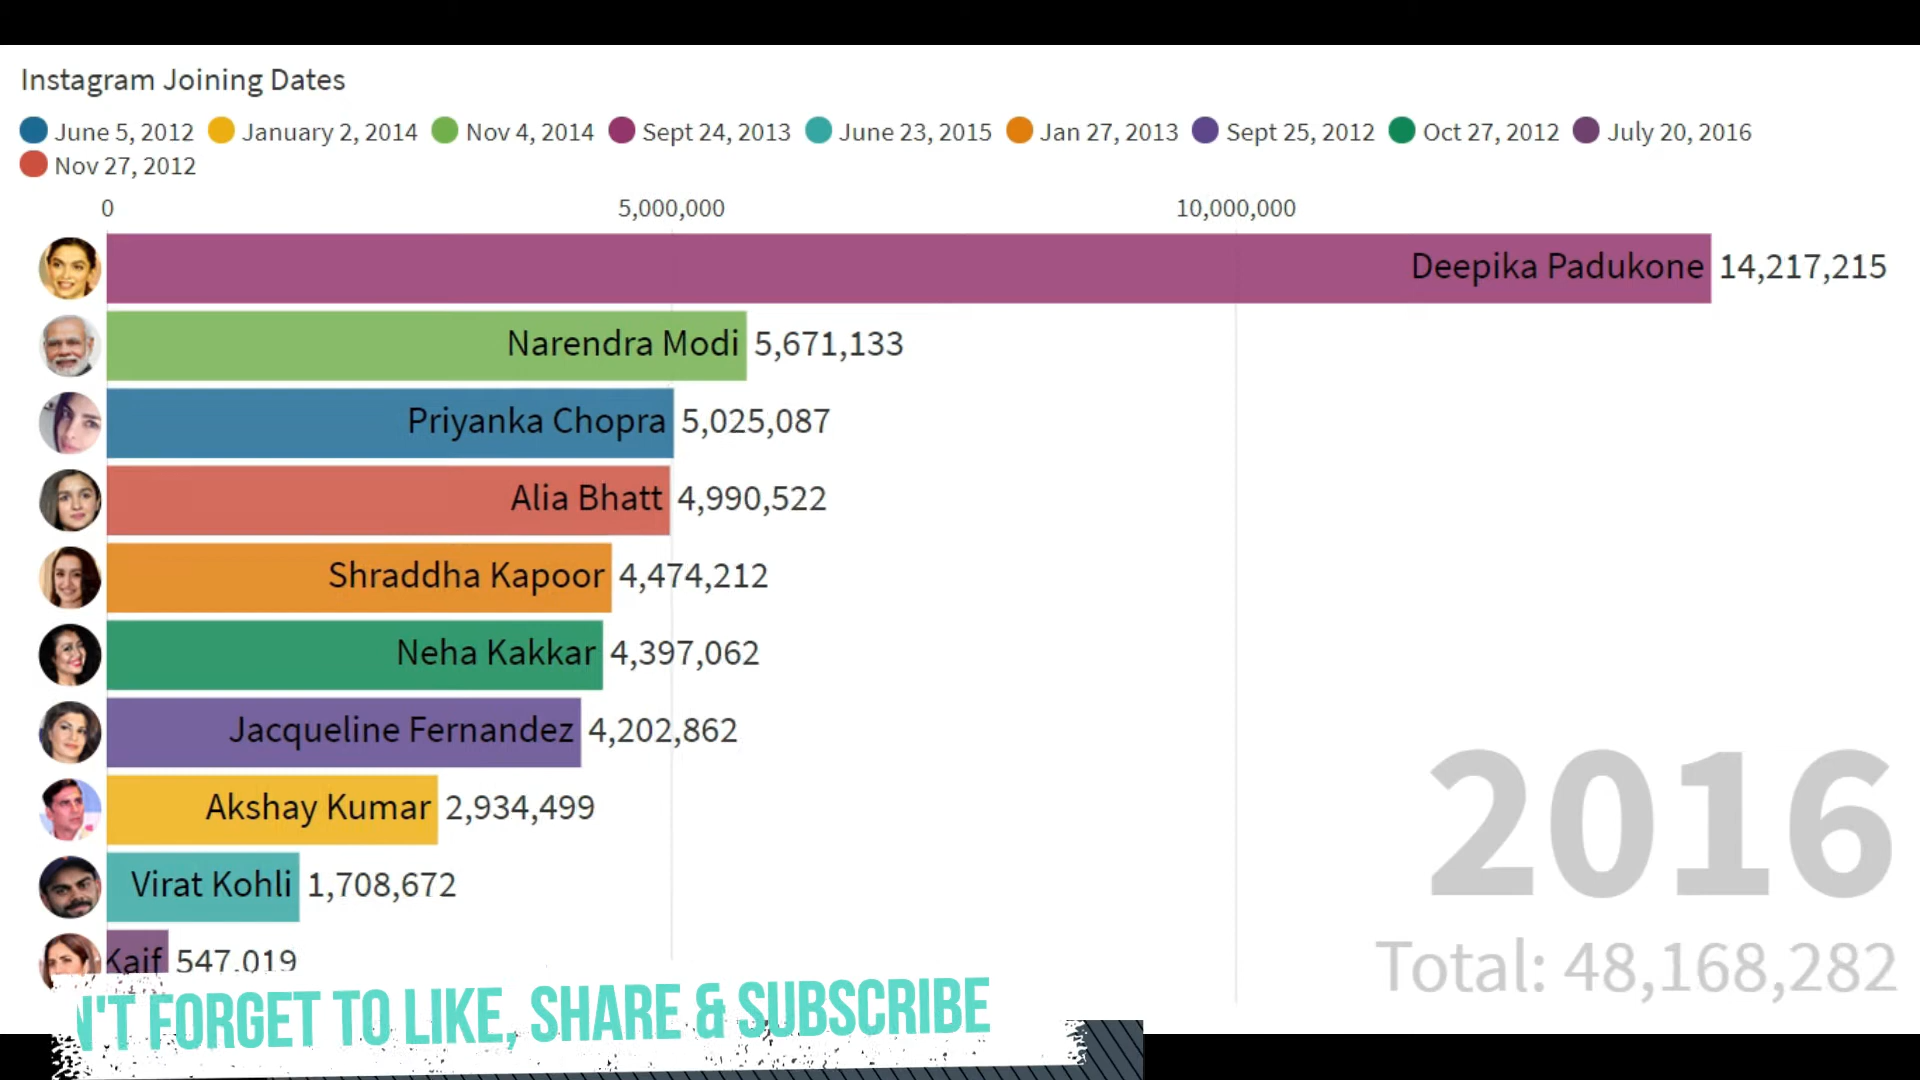 Instagram Joining Dates
June 5, 2012 January 2, 2014 Nov 4, 2014 Sept 24, 2013 June 23, 2015 Jan 27, 2013 Sept 25, 2012 Oct 27, 2012 July 20, 2016
Nov 27, 2012
0 5,000,000 10,000,000
Deepika Padukone 14,217,215
Narendra Modi 5,671,133
Priyanka Chopra 5,025,087
Alia Bhatt 4,990,522
Shraddha Kapoor 4,474,212
Neha Kakkar 4,397,062
Jacqueline Fernandez 4,202,862
Akshay Kumar 2,934,499
Virat Kohli 1,708,672
Kaif 547,019
2016
Total: 48,168,282
N'T FORGET TO LIKE, SHARE & SUBSCRIBE